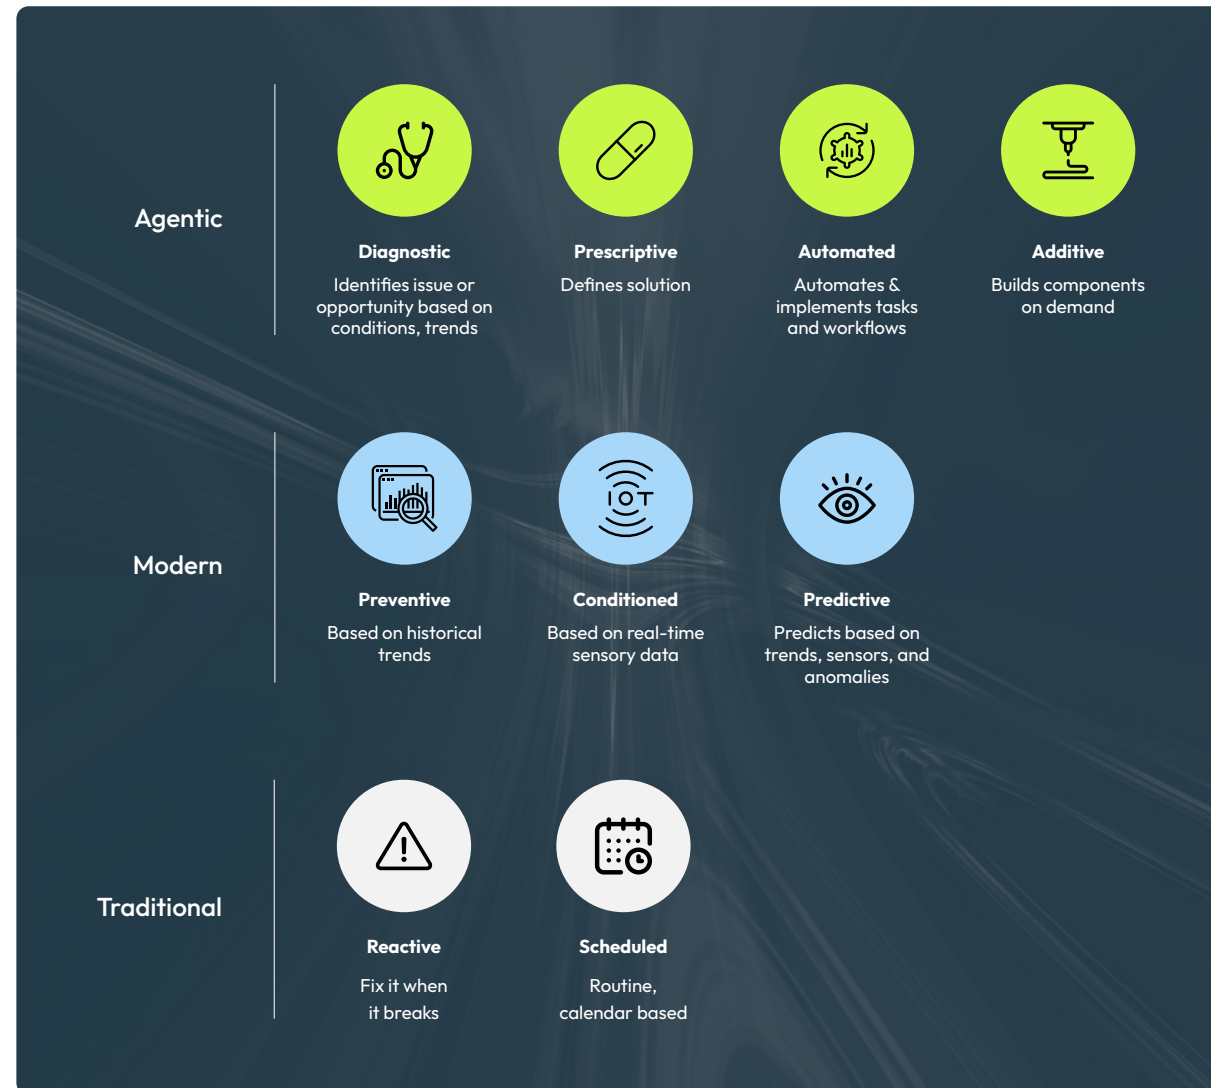 Agentic
Diagnostic
Identifies issue or
opportunity based on
conditions, trends
Prescriptive
Defines solution
Automated
Automates &
implements tasks
and workflows
Additive
Builds components
on demand
Modern
Preventive
Based on historical
trends
IOT
Conditioned
Based on real-time
sensory data
Predictive
Predicts based on
trends, sensors, and
anomalies
Traditional
Reactive
Fix it when
it breaks
Scheduled
Routine,
calendar based